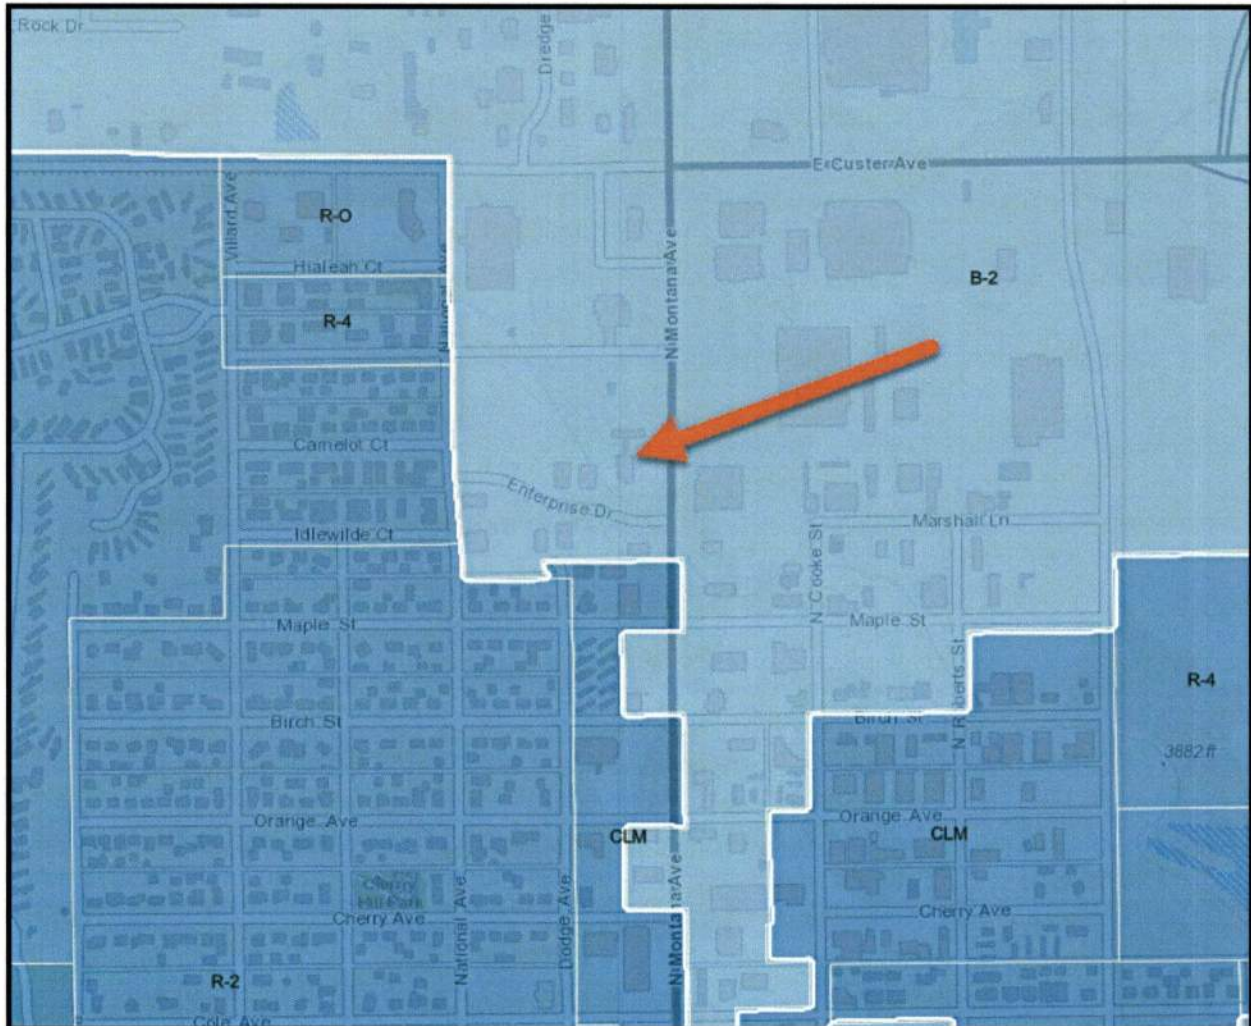 Rock Dr
Dredge
E Custer Ave
R-O
Villard Ave
Hialeah Ct
National Ave
N Montana Ave
B-2
R-4
Camelot Ct
Enterprise Dr
Marshall Ln
Idlewilde Ct
N Cooke St
Maple St
Maple St
N Roberts St
R-4
Birch St
Birch St
3682 ft
Orange Ave
Orange Ave
CLM
CLM
Cherry
Hill Park
Cherry Ave
Cherry Ave
National Ave
Dodge Ave
N Montana Ave
R-2
Cole Ave